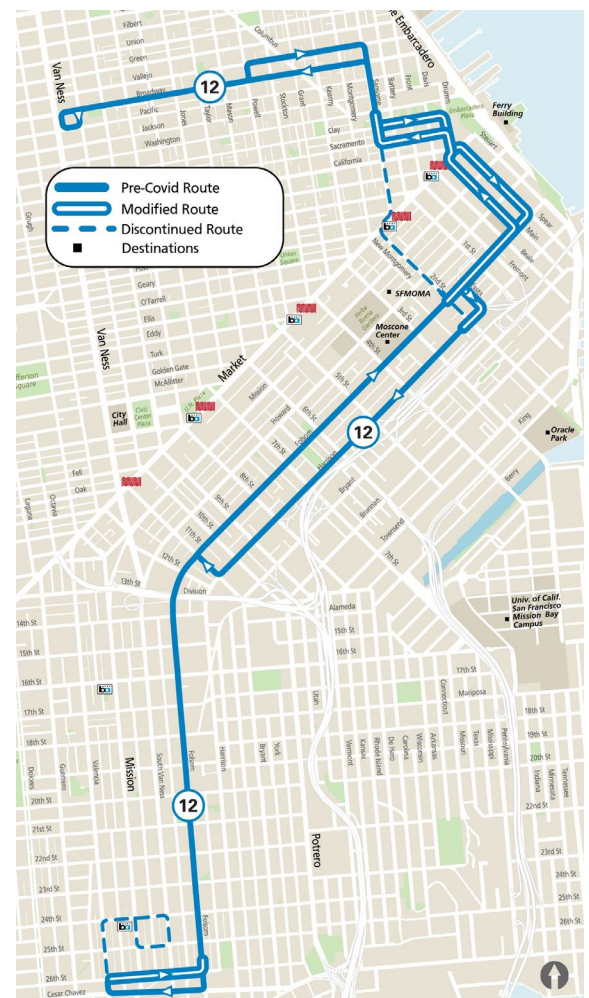 Filbert
Union
Green
Vallejo
Broadway
Pacific
Jackson
Washington
Columbus
The Embarcadero
Van Ness
12
Jones
Taylor
Mason
Powell
Stockton
Grant
Kearny
Montgomery
Sansome
Battery
Front
Davis
Drumm
Embarcadero
Plaza
Ferry
Building
Steuart
Clay
Sacramento
California
Pre-Covid Route
Modified Route
Discontinued Route
Destinations
Gough
Spear
Main
Beale
Fremont
1st St
2nd St
New Montgomery
Union
Square
Geary
O'Farrell
Ellis
Eddy
Turk
Golden Gate
McAllister
SFMOMA
3rd St
Yerba
Buena
Gardens
Moscone
Center
4th St
5th St
Van Ness
Market
Mission
Howard
6th St
Folsom
7th St
Harrison
12
8th St
9th St
10th St
11th St
12th St
13th St
Jefferson
Square
City
Hall
Civic
Center
Plaza
U.N. Plaza
Fell
Oak
Laguna
Octavia
King
Oracle
Park
Berry
Bryant
Brannan
Townsend
7th St
Division
Alameda
14th St
15th St
15th St
16th St
16th St
17th St
17th St
18th St
18th St
19th St
20th St
20th St
21st St
22nd St
22nd St
23rd St
23rd St
24th St
24th St
25th St
25th St
26th St
26th St
Cesar Chavez
Univ. of Calif.
San Francisco
Mission Bay
Campus
Mariposa
Connecticut
Utah
Vermont
Kansas
Rhode Island
De Haro
Carolina
Wisconsin
Arkansas
Missouri
Texas
Mississippi
Pennsylvania
Indiana
Minnesota
Tennessee
Dolores
Guerrero
Valencia
Mission
South Van Ness
Folsom
Harrison
Bryant
York
12
Potrero
Folsom